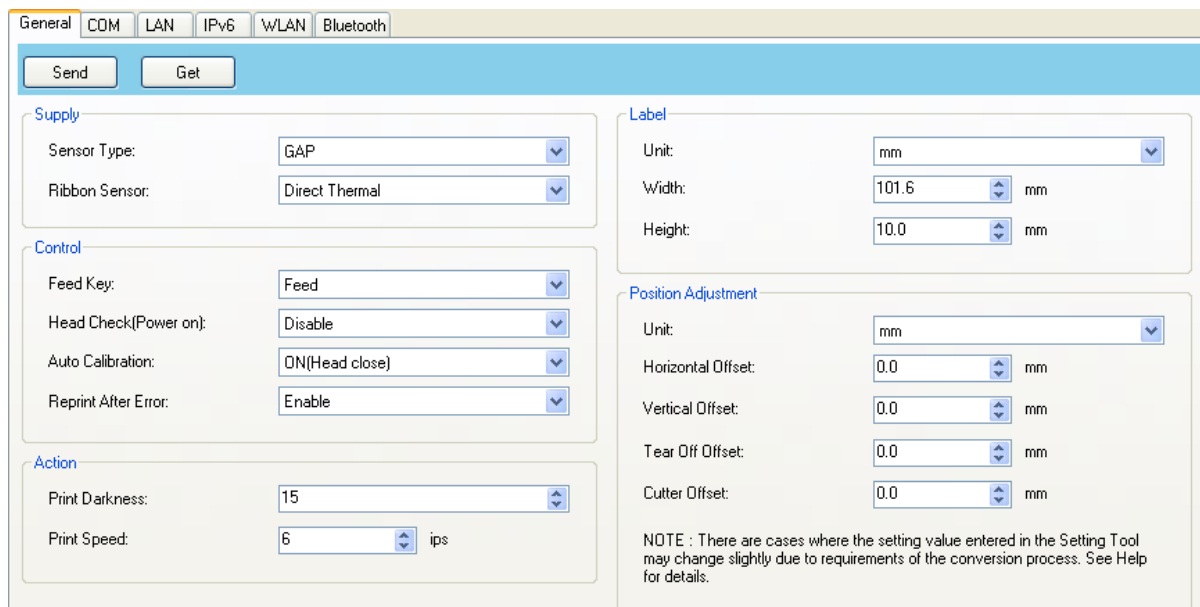 General COM LAN IPv6 WLAN Bluetooth
Send Get
Supply
Sensor Type: GAP
Ribbon Sensor: Direct Thermal
Control
Feed Key: Feed
Head Check(Power on): Disable
Auto Calibration: ON(Head close)
Reprint After Error: Enable
Action
Print Darkness: 15
Print Speed: 6 ips
Label
Unit: mm
Width: 101.6 mm
Height: 10.0 mm
Position Adjustment
Unit: mm
Horizontal Offset: 0.0 mm
Vertical Offset: 0.0 mm
Tear Off Offset: 0.0 mm
Cutter Offset: 0.0 mm
NOTE : There are cases where the setting value entered in the Setting Tool
may change slightly due to requirements of the conversion process. See Help
for details.